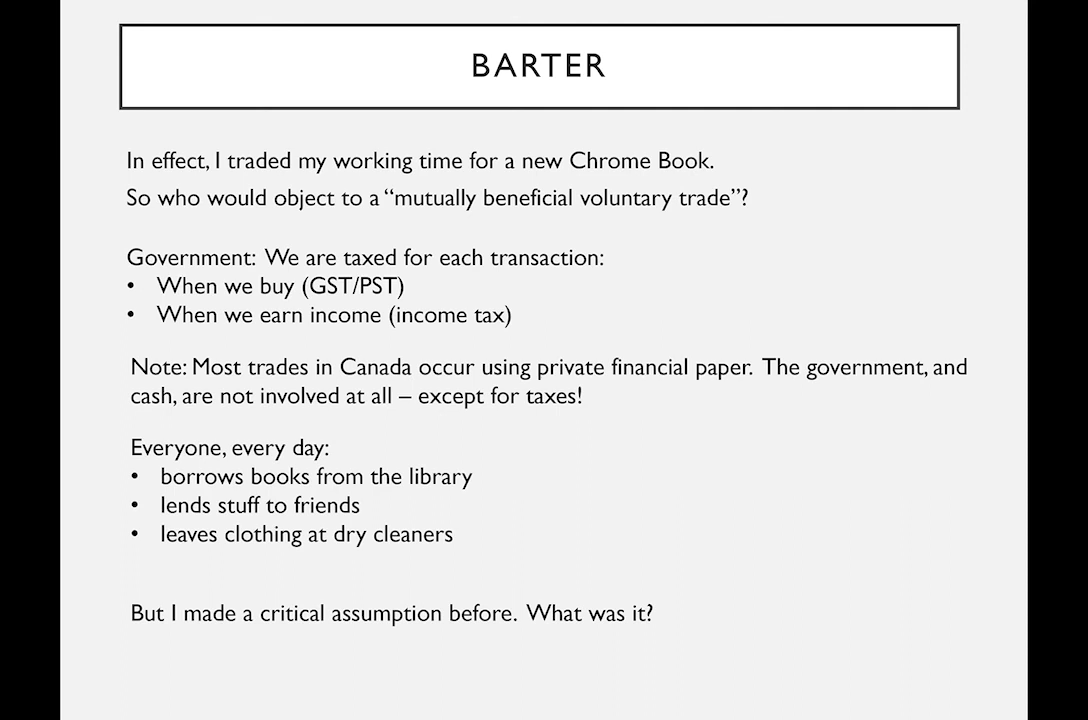 BARTER
In effect, I traded my working time for a new Chrome Book.
So who would object to a “mutually beneficial voluntary trade”?
Government: We are taxed for each transaction:
• When we buy (GST/PST)
• When we earn income (income tax)
Note: Most trades in Canada occur using private financial paper. The government, and
cash, are not involved at all – except for taxes!
Everyone, every day:
• borrows books from the library
• lends stuff to friends
• leaves clothing at dry cleaners
But I made a critical assumption before. What was it?